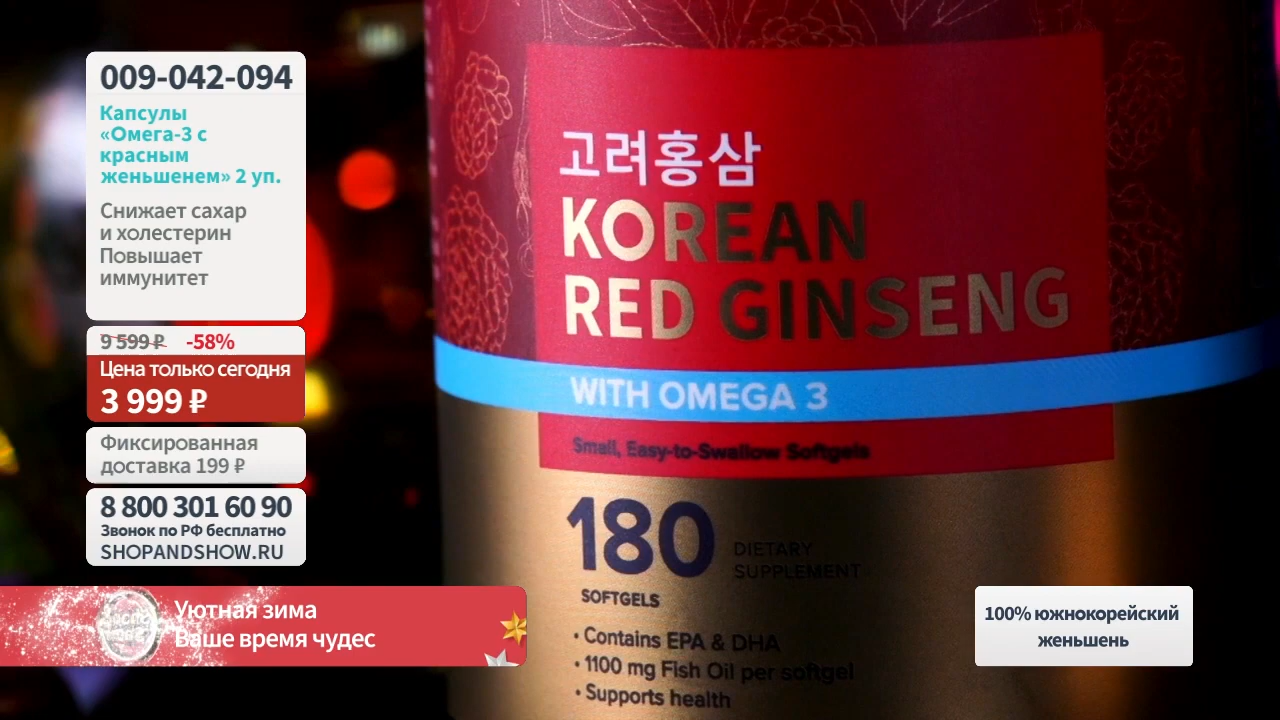 009-042-094
Капсулы
«Омега-3 с
красным
женьшенем» 2 уп.
Снижает сахар
и холестерин
Повышает
иммунитет
9 599 ₽ -58%
Цена только сегодня
3 999 ₽
Фиксированная
доставка 199 ₽
8 800 301 60 90
Звонок по РФ бесплатно
SHOPANDSHOW.RU
Уютная зима
Ваше время чудес
고려홍삼
KOREAN
RED GINSENG
WITH OMEGA 3
Small, Easy-to-Swallow Softgels
180
DIETARY
SUPPLEMENT
SOFTGELS
• Contains EPA & DHA
• 1100 mg Fish Oil per softgel
• Supports health
100% южнокорейский
женьшень